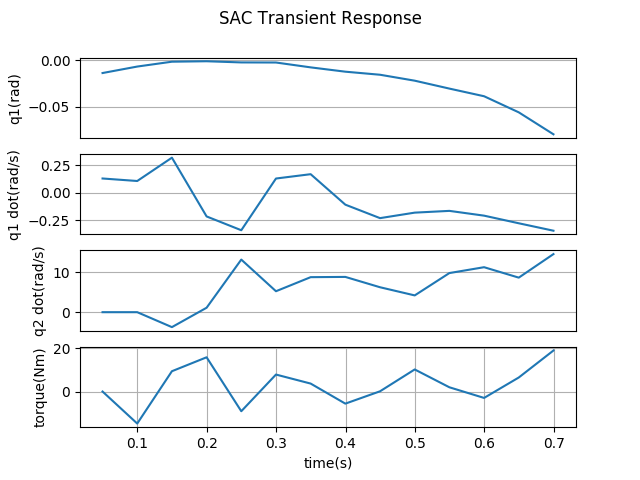 SAC Transient Response
q1(rad)
0.00
−0.05
q1 dot(rad/s)
0.25
0.00
−0.25
q2 dot(rad/s)
10
0
torque(Nm)
20
0
0.1 0.2 0.3 0.4 0.5 0.6 0.7
time(s)